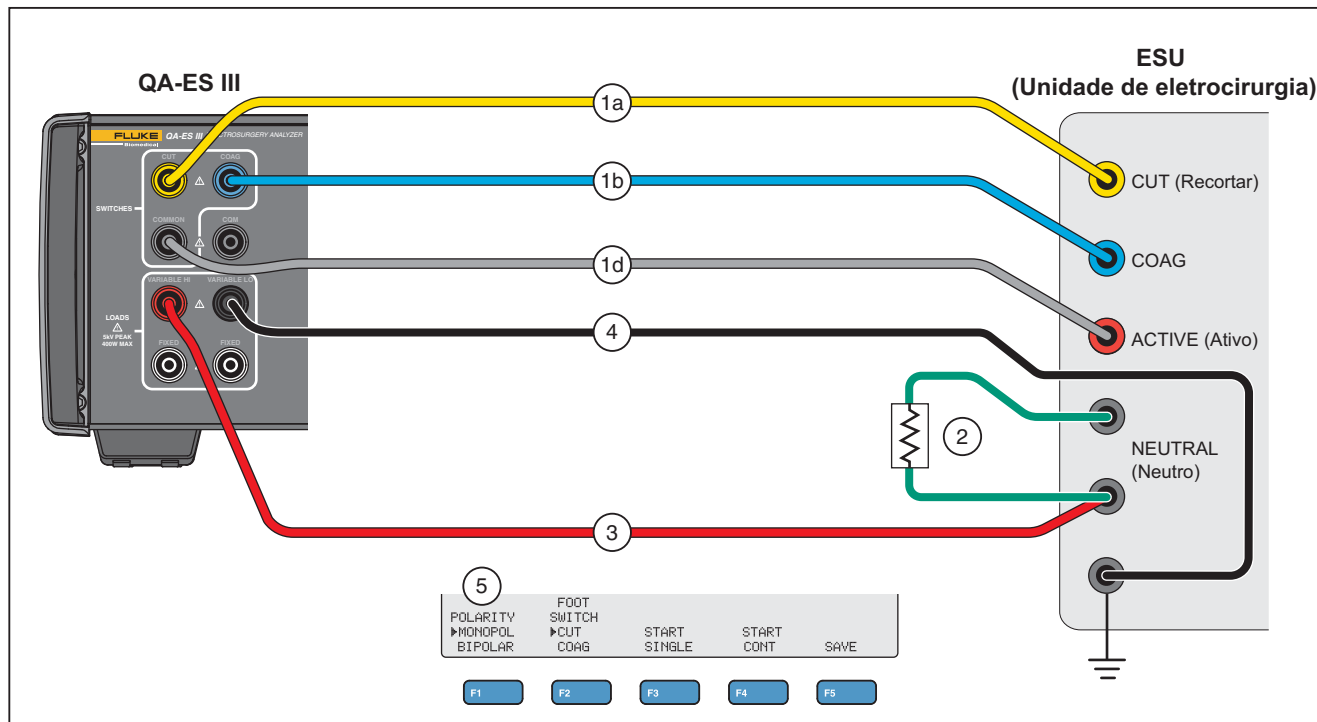 QA-ES III
ESU
(Unidade de eletrocirurgia)
1a
FLUKE
Biomedical
QA-ES III ELECTROSURGERY ANALYZER
CUT
COAG
CUT (Recortar)
1b
SWITCHES
COMMON
CQM
COAG
1d
VARIABLE HI
VARIABLE LO
LOADS
5kV PEAK
400W MAX
4
ACTIVE (Ativo)
FIXED
FIXED
2
NEUTRAL
(Neutro)
3
5
POLARITY
▶MONOPOL
BIPOLAR
FOOT
SWITCH
▶CUT
COAG
START
SINGLE
START
CONT
SAVE
F1
F2
F3
F4
F5